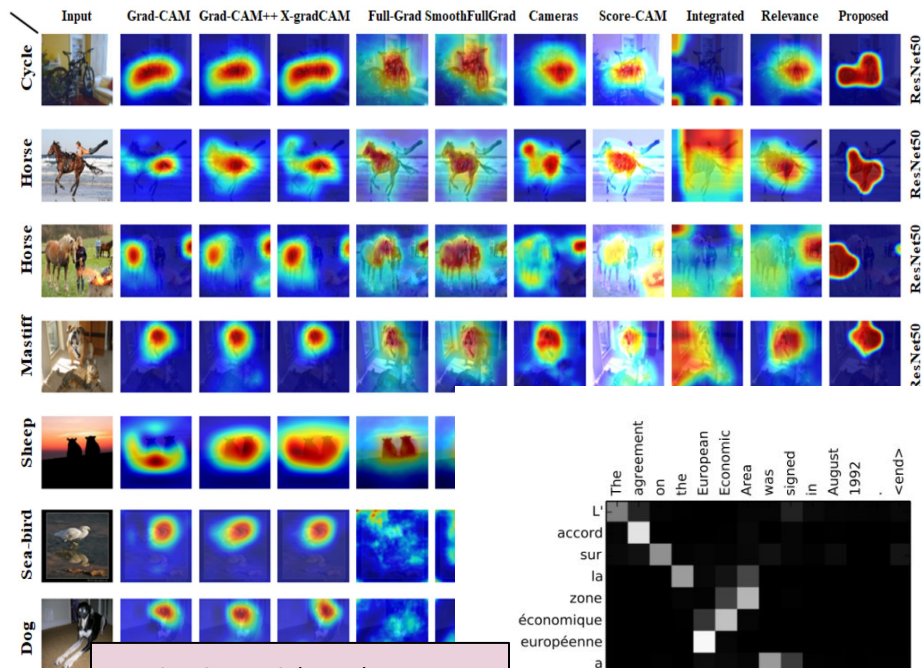 Input Grad-CAM Grad-CAM++ X-gradCAM Full-Grad SmoothFullGrad Cameras Score-CAM Integrated Relevance Proposed
Cycle ResNet50
Horse ResNet50
Horse ResNet50
Mastiff ResNet50
Sheep
Sea-bird
Dog
The agreement on the European Economic Area was signed in August 1992 . <end>
L'
accord
sur
la
zone
économique
européenne
a